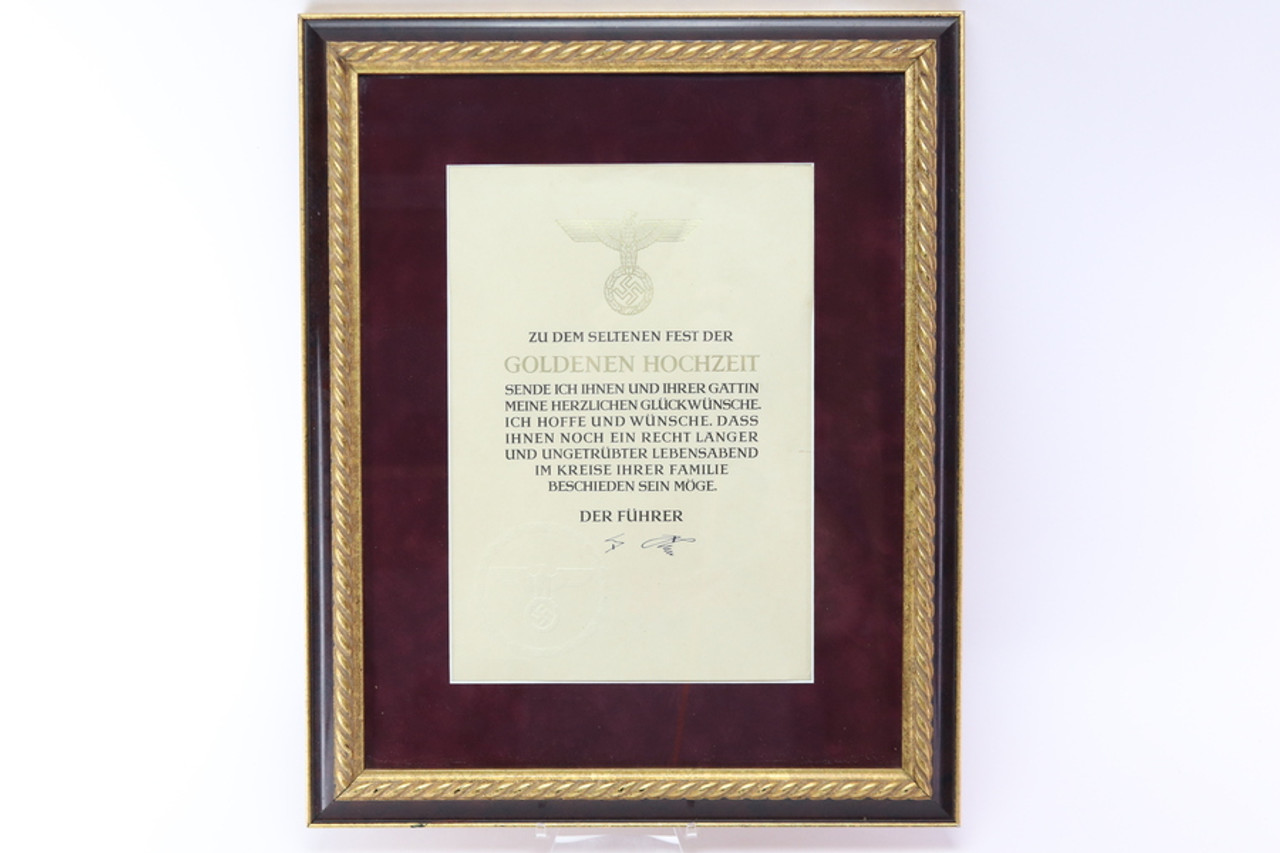 ZU DEM SELTENEN FEST DER
GOLDENEN HOCHZEIT
SENDE ICH IHNEN UND IHRER GATTIN
MEINE HERZLICHEN GLÜCKWÜNSCHE.
ICH HOFFE UND WÜNSCHE. DASS
IHNEN NOCH EIN RECHT LANGER
UND UNGETRÜBTER LEBENSABEND
IM KREISE IHRER FAMILIE
BESCHIEDEN SEIN MÖGE.
DER FÜHRER